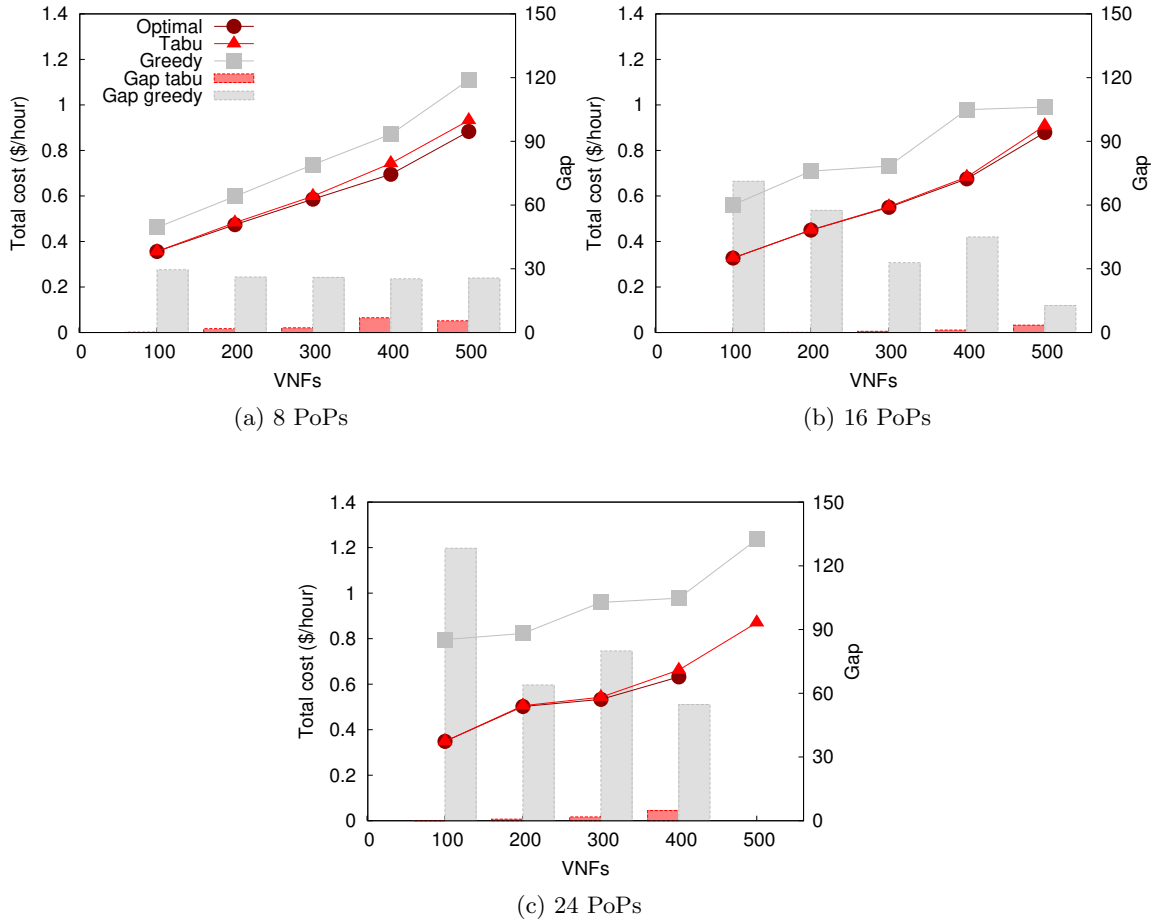 Optimal
Tabu
Greedy
Gap tabu
Gap greedy
Total cost ($/hour)
0
0.2
0.4
0.6
0.8
1
1.2
1.4
Gap
0
30
60
90
120
150
0 100 200 300 400 500
VNFs
(a) 8 PoPs
Total cost ($/hour)
0
0.2
0.4
0.6
0.8
1
1.2
1.4
Gap
0
30
60
90
120
150
0 100 200 300 400 500
VNFs
(b) 16 PoPs
Total cost ($/hour)
0
0.2
0.4
0.6
0.8
1
1.2
1.4
Gap
0
30
60
90
120
150
0 100 200 300 400 500
VNFs
(c) 24 PoPs